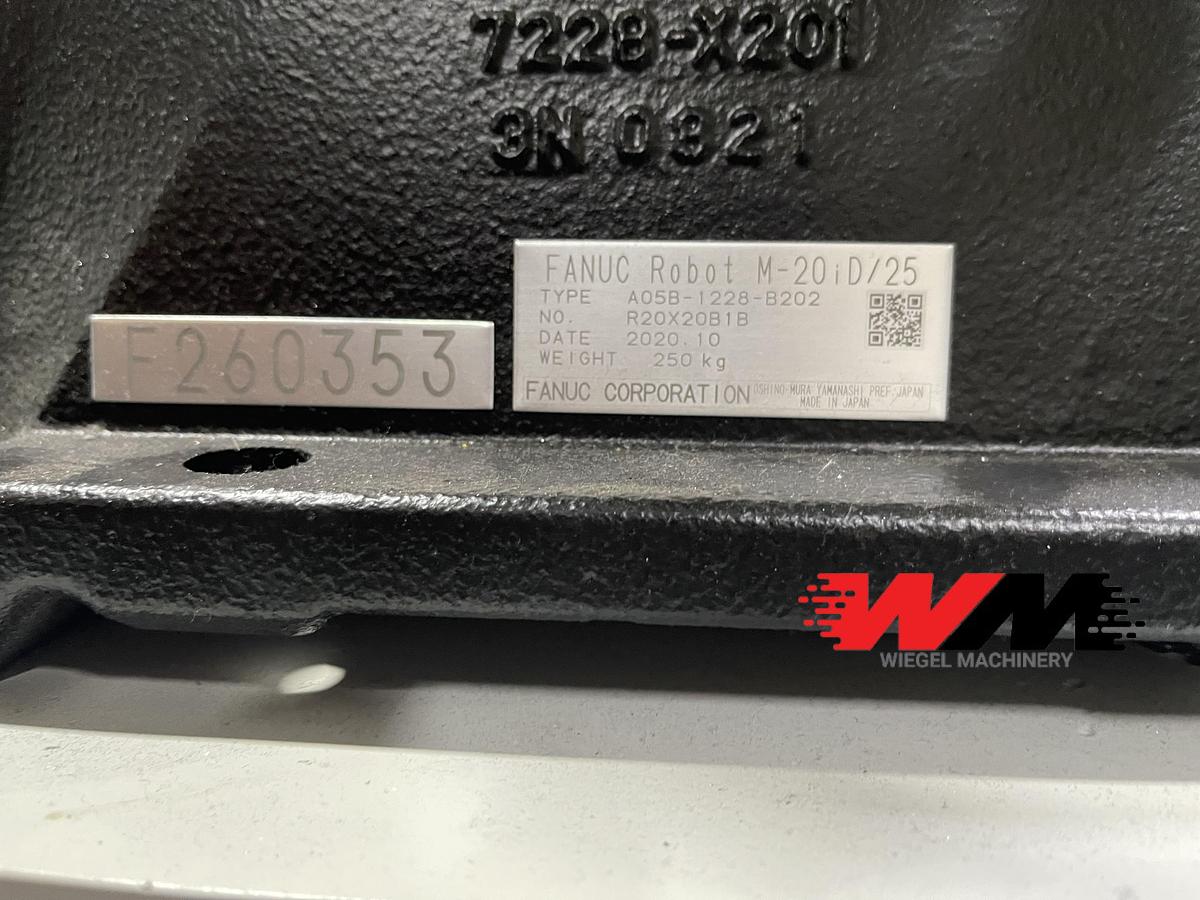 7228-X201
3N 0321
F260353
FANUC Robot M-20iD/25
TYPE A05B-1228-B202
NO. R20X20B1B
DATE 2020.10
WEIGHT 250 kg
FANUC CORPORATION
OSHINO-MURA YAMANASHI PREF. JAPAN
MADE IN JAPAN
WM
WIEGEL MACHINERY